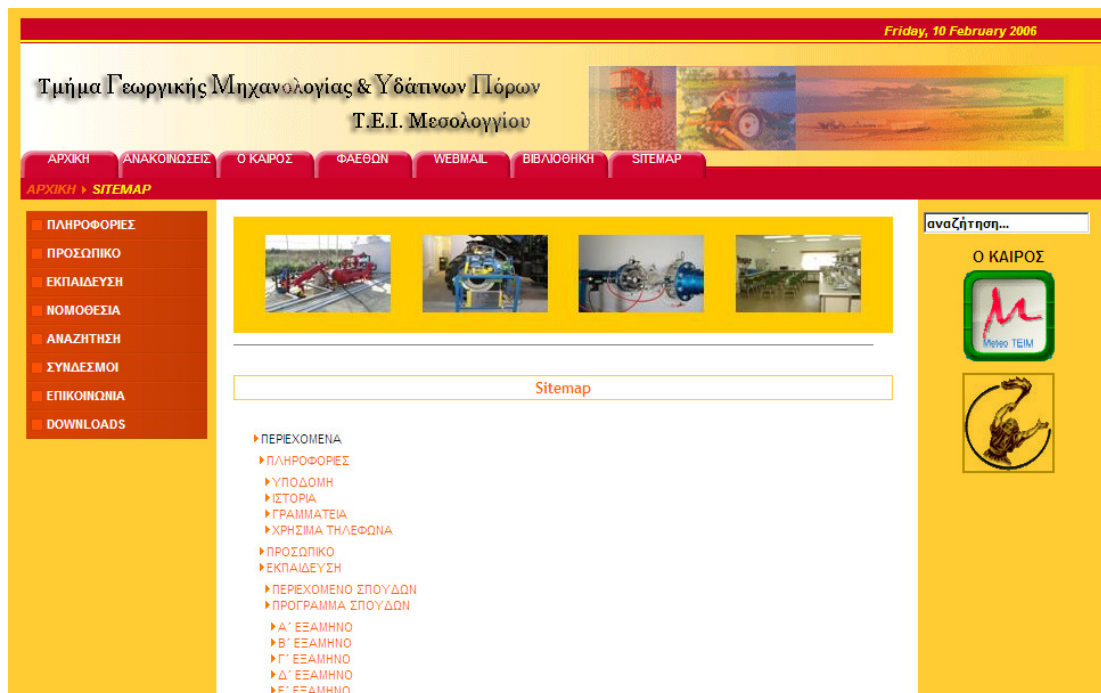 Friday, 10 February 2006
Τμήμα Γεωργικής Μηχανολογίας & Υδάτινων Πόρων
Τ.Ε.Ι. Μεσολογγίου
ΑΡΧΙΚΗ ΑΝΑΚΟΙΝΩΣΕΙΣ Ο ΚΑΙΡΟΣ ΦΑΕΘΩΝ WEBMAIL ΒΙΒΛΙΟΘΗΚΗ SITEMAP
ΑΡΧΙΚΗ SITEMAP
ΠΛΗΡΟΦΟΡΙΕΣ
ΠΡΟΣΩΠΙΚΟ
ΕΚΠΑΙΔΕΥΣΗ
ΝΟΜΟΘΕΣΙΑ
ΑΝΑΖΗΤΗΣΗ
ΣΥΝΔΕΣΜΟΙ
ΕΠΙΚΟΙΝΩΝΙΑ
DOWNLOADS
Sitemap
ΠΕΡΙΕΧΟΜΕΝΑ
ΠΛΗΡΟΦΟΡΙΕΣ
ΥΠΟΔΟΜΗ
ΙΣΤΟΡΙΑ
ΓΡΑΜΜΑΤΕΙΑ
ΧΡΗΣΙΜΑ ΤΗΛΕΦΩΝΑ
ΠΡΟΣΩΠΙΚΟ
ΕΚΠΑΙΔΕΥΣΗ
ΠΕΡΙΕΧΟΜΕΝΟ ΣΠΟΥΔΩΝ
ΠΡΟΓΡΑΜΜΑ ΣΠΟΥΔΩΝ
Α΄ ΕΞΑΜΗΝΟ
Β΄ ΕΞΑΜΗΝΟ
Γ΄ ΕΞΑΜΗΝΟ
Δ΄ ΕΞΑΜΗΝΟ
Ε΄ ΕΞΑΜΗΝΟ
αναζήτηση...
Ο ΚΑΙΡΟΣ
Meteo TEIM